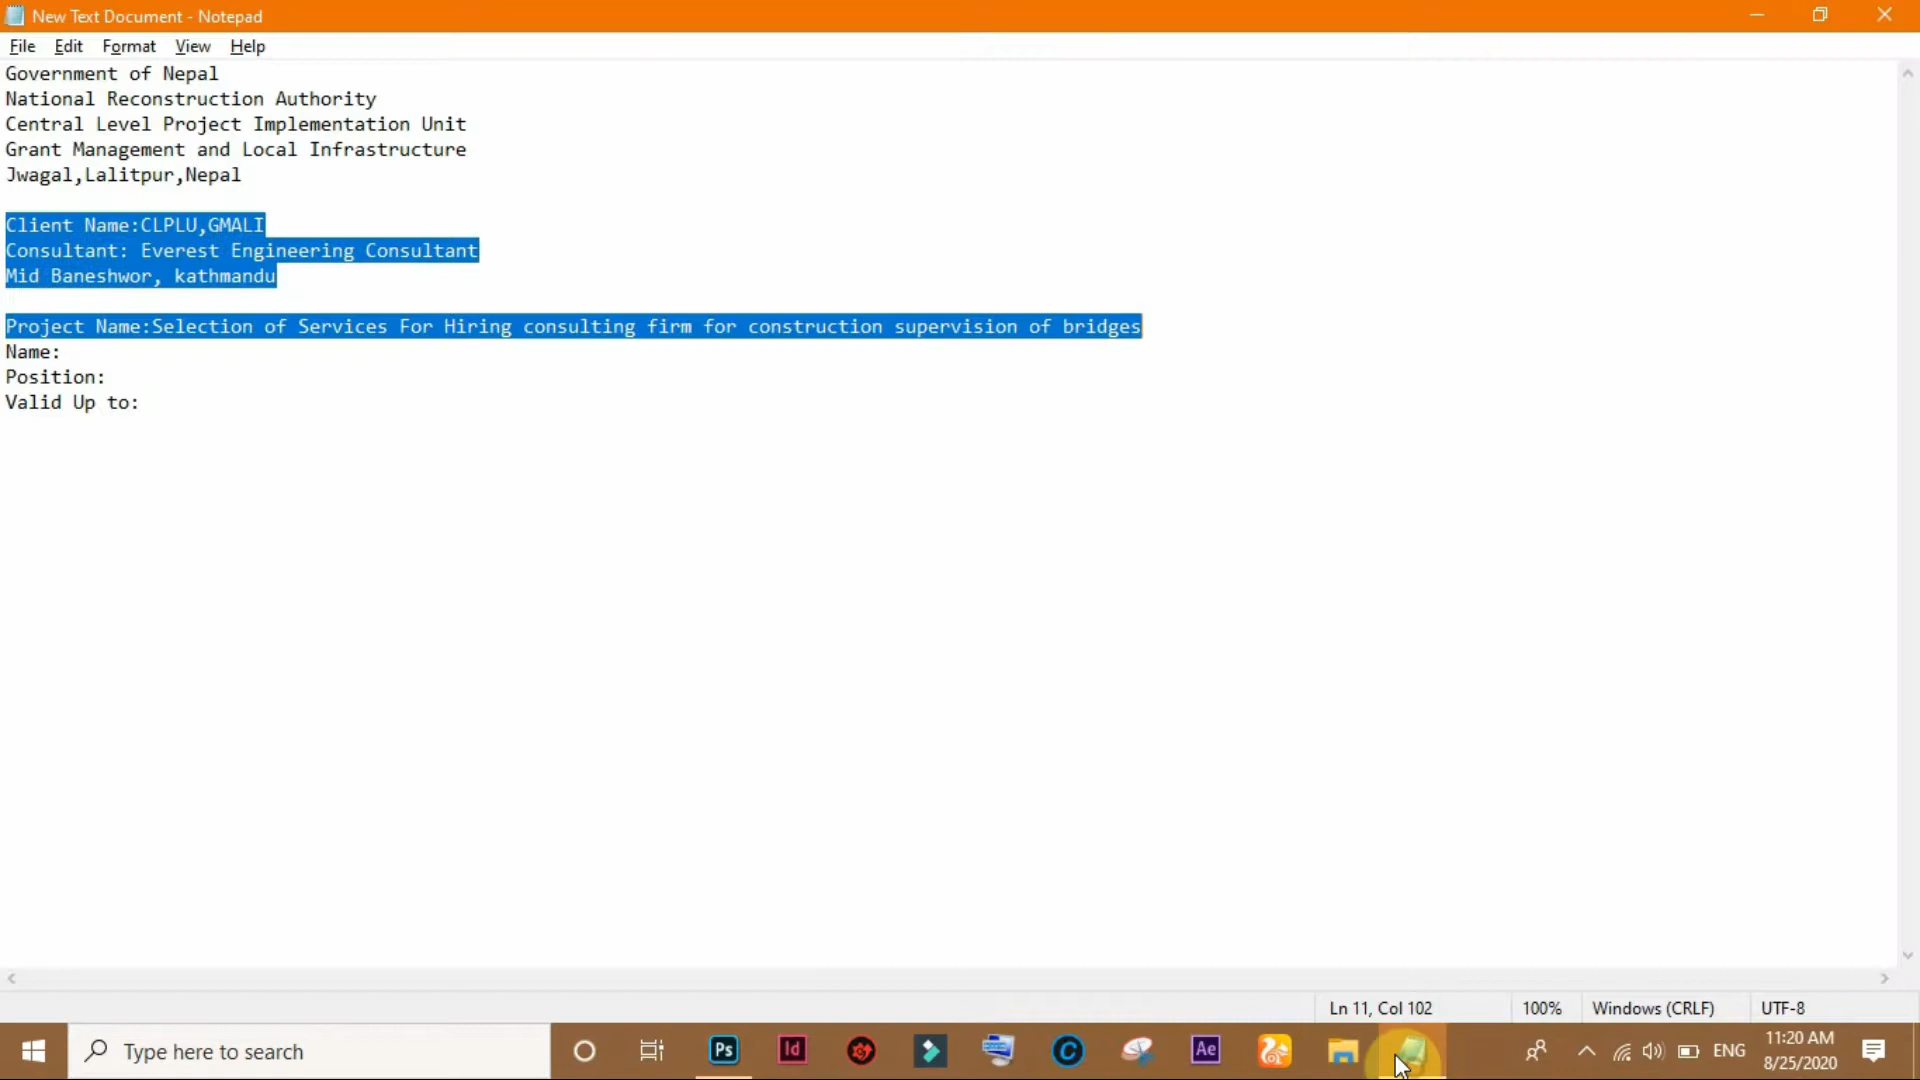 New Text Document - Notepad
File Edit Format View Help
Government of Nepal
National Reconstruction Authority
Central Level Project Implementation Unit
Grant Management and Local Infrastructure
Jwagal,Lalitpur,Nepal
Client Name:CLPLU,GMALI
Consultant: Everest Engineering Consultant
Mid Baneshwor, kathmandu
Project Name:Selection of Services For Hiring consulting firm for construction supervision of bridges
Name:
Position:
Valid Up to:
Ln 11, Col 102 100% Windows (CRLF) UTF-8
Type here to search Ps Id C Ae ENG 11:20 AM
8/25/2020